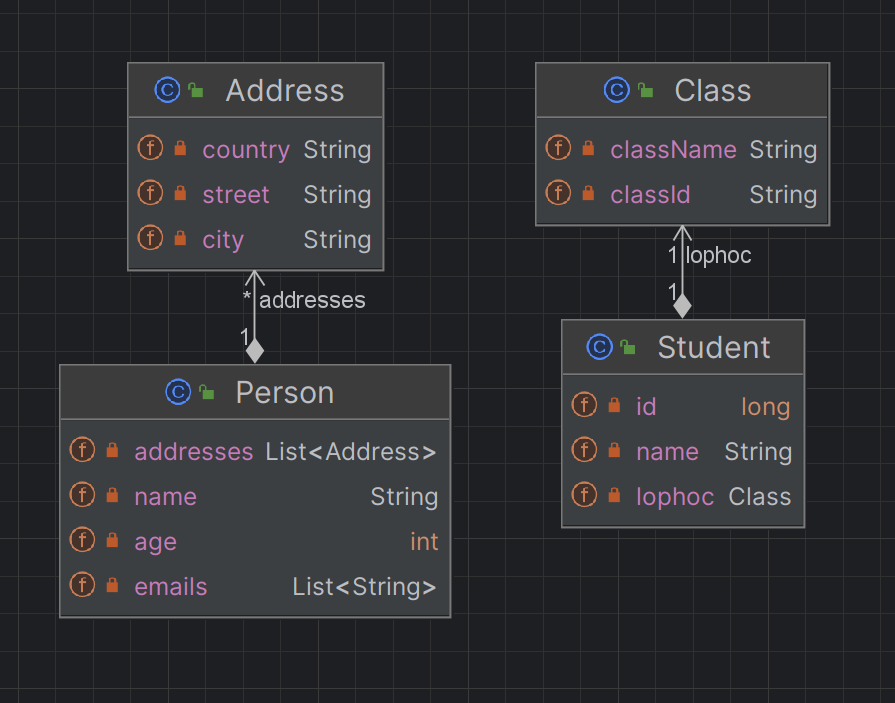 Address
country String
street String
city String
* addresses
1
Person
addresses List<Address>
name String
age int
emails List<String>
Class
className String
classId String
1 lophoc
1
Student
id long
name String
lophoc Class